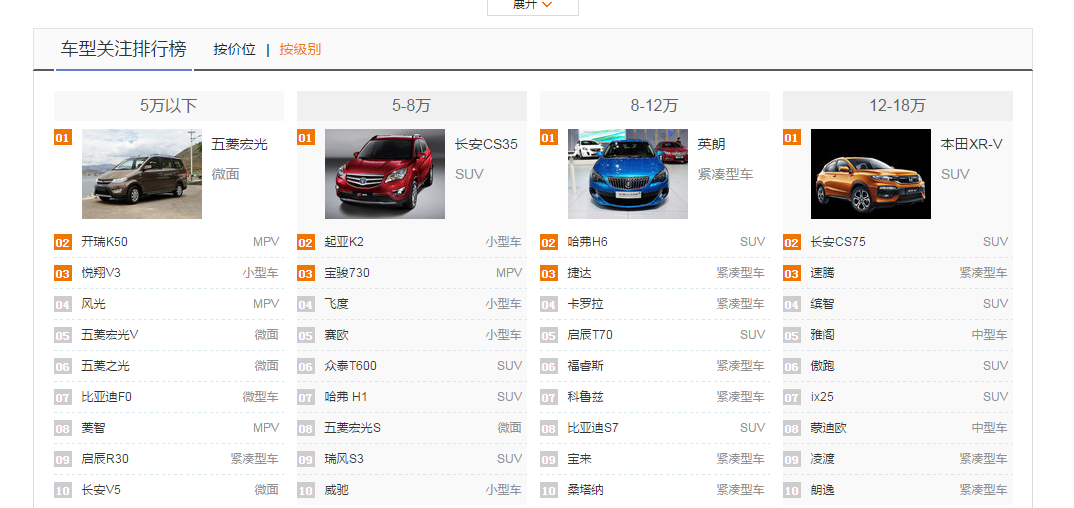 展开
车型关注排行榜 按价位 | 按级别
5万以下
01 五菱宏光
微面
02 开瑞K50 MPV
03 悦翔V3 小型车
04 风光 MPV
05 五菱宏光V 微面
06 五菱之光 微面
07 比亚迪F0 微型车
08 菱智 MPV
09 启辰R30 紧凑型车
10 长安V5 微面
5-8万
01 长安CS35
SUV
02 起亚K2 小型车
03 宝骏730 MPV
04 飞度 小型车
05 赛欧 小型车
06 众泰T600 SUV
07 哈弗 H1 SUV
08 五菱宏光S 微面
09 瑞风S3 SUV
10 威驰 小型车
8-12万
01 英朗
紧凑型车
02 哈弗H6 SUV
03 捷达 紧凑型车
04 卡罗拉 紧凑型车
05 启辰T70 SUV
06 福睿斯 紧凑型车
07 科鲁兹 紧凑型车
08 比亚迪S7 SUV
09 宝来 紧凑型车
10 桑塔纳 紧凑型车
12-18万
01 本田XR-V
SUV
02 长安CS75 SUV
03 速腾 紧凑型车
04 缤智 SUV
05 雅阁 中型车
06 傲跑 SUV
07 ix25 SUV
08 蒙迪欧 中型车
09 凌渡 紧凑型车
10 朗逸 紧凑型车